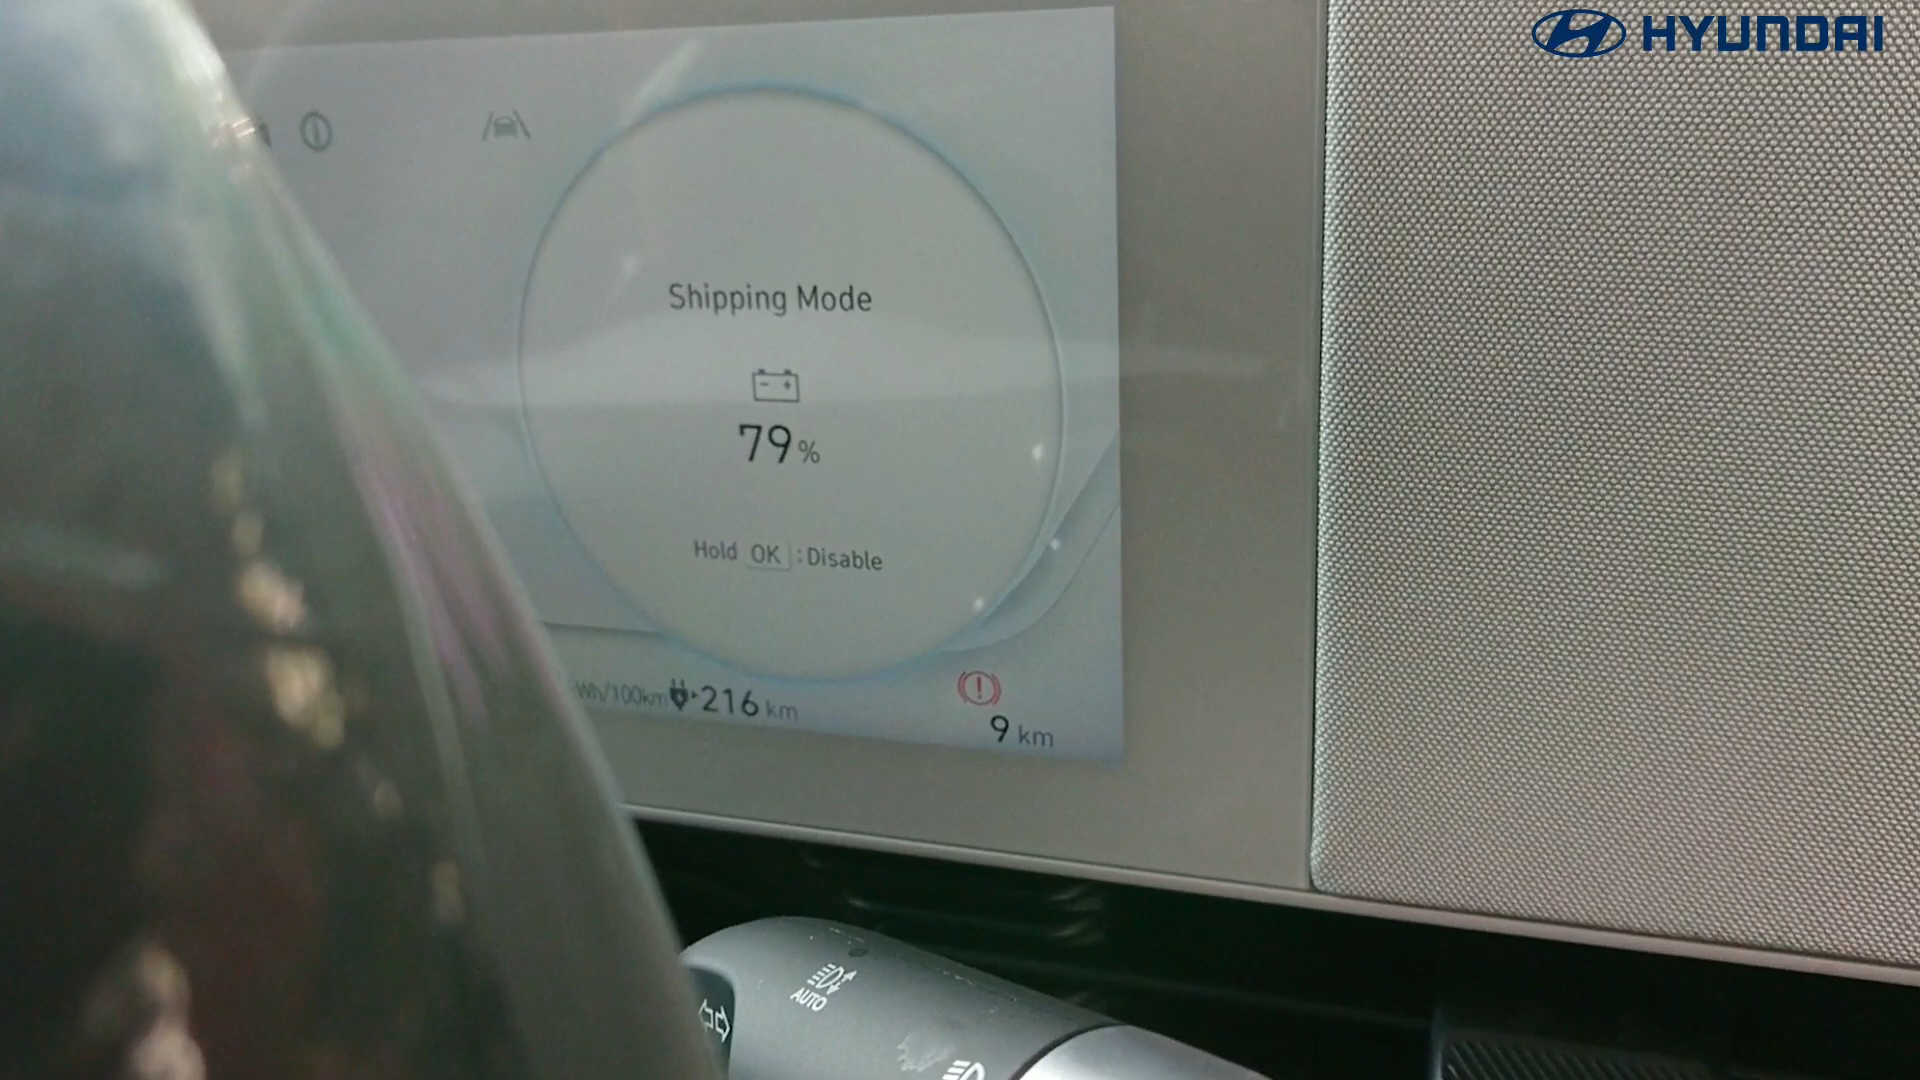 HYUNDAI
Shipping Mode
79 %
Hold OK : Disable
Wh/100km 216 km
9 km
AUTO